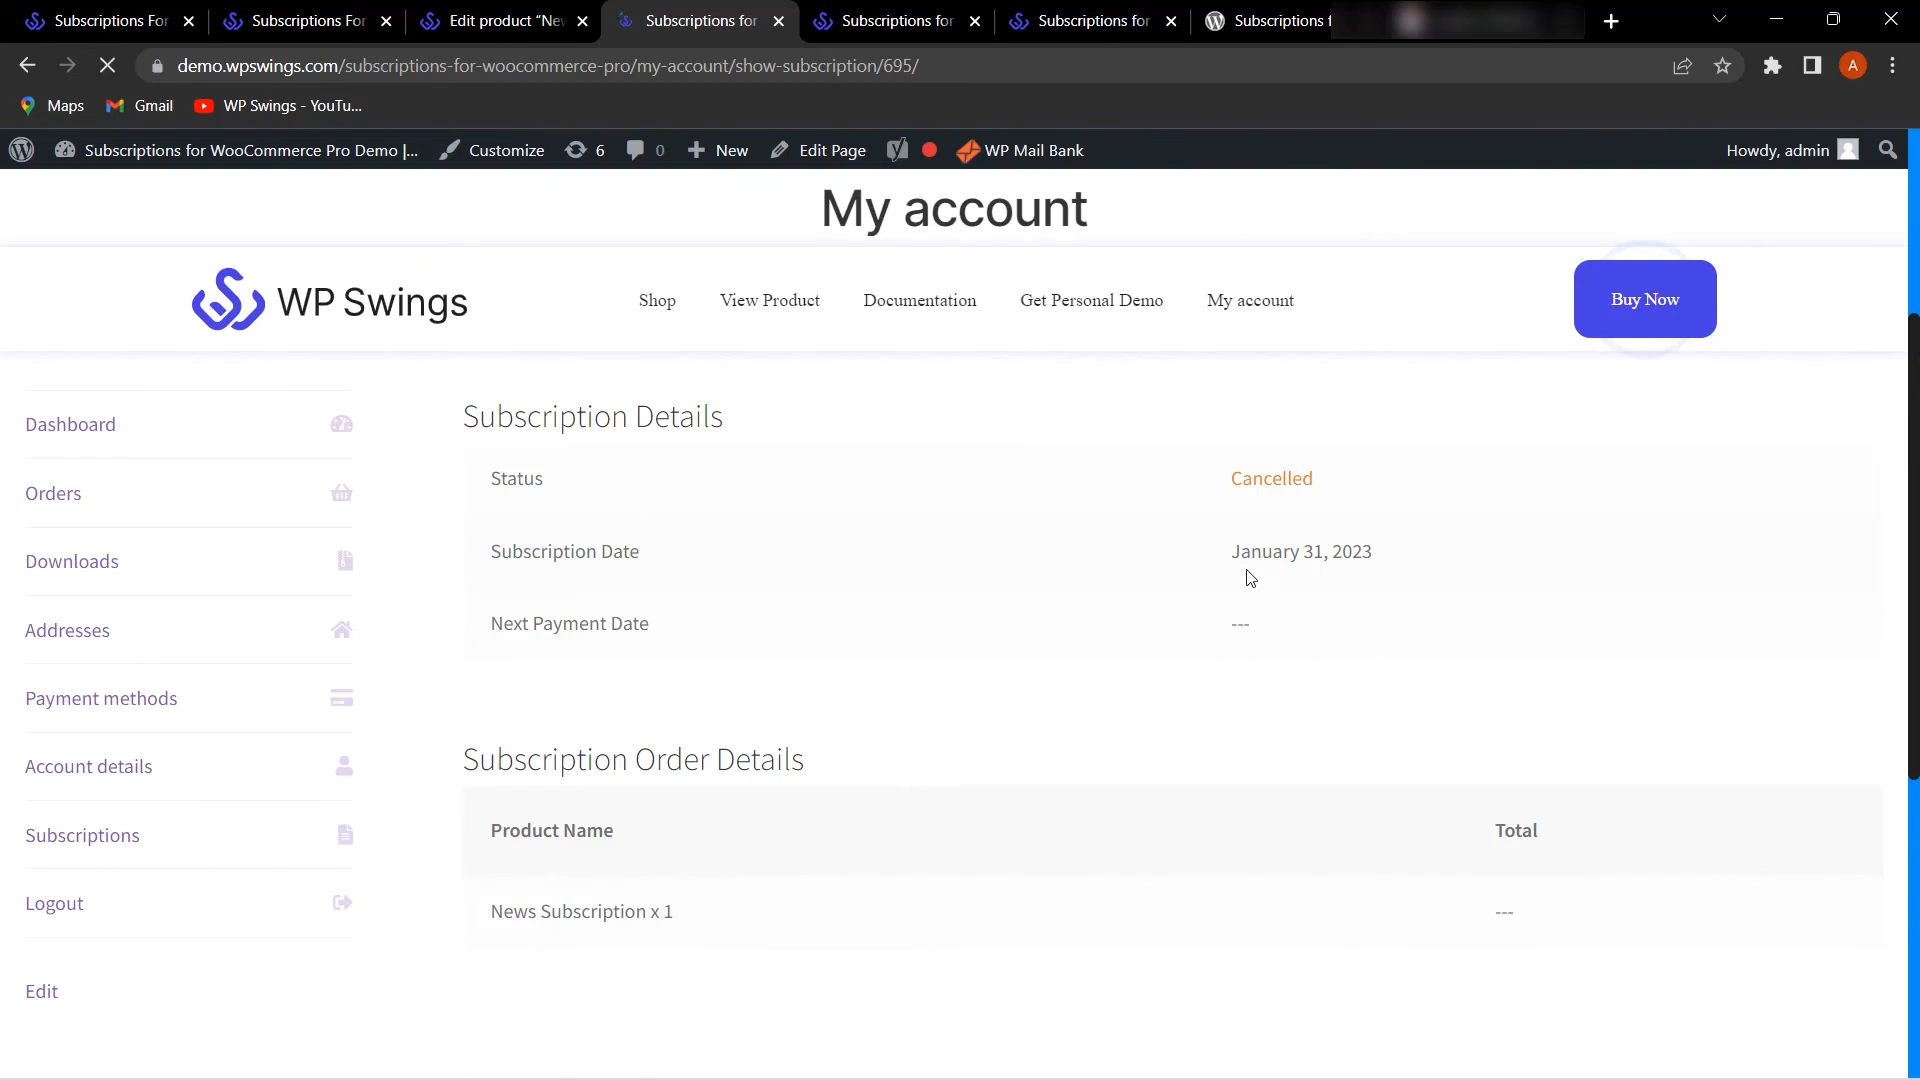 Subscriptions For
Subscriptions For
Edit product “Nev
Subscriptions for
Subscriptions for
Subscriptions for
Subscriptions f
demo.wpswings.com/subscriptions-for-woocommerce-pro/my-account/show-subscription/695/
A
Maps
Gmail
WP Swings - YouTu...
Subscriptions for WooCommerce Pro Demo |...
Customize
6
0
New
Edit Page
WP Mail Bank
Howdy, admin
My account
WP Swings
Shop
View Product
Documentation
Get Personal Demo
My account
Buy Now
Dashboard
Orders
Downloads
Addresses
Payment methods
Account details
Subscriptions
Logout
Edit
Subscription Details
Status
Cancelled
Subscription Date
January 31, 2023
Next Payment Date
---
Subscription Order Details
Product Name
Total
News Subscription x 1
---